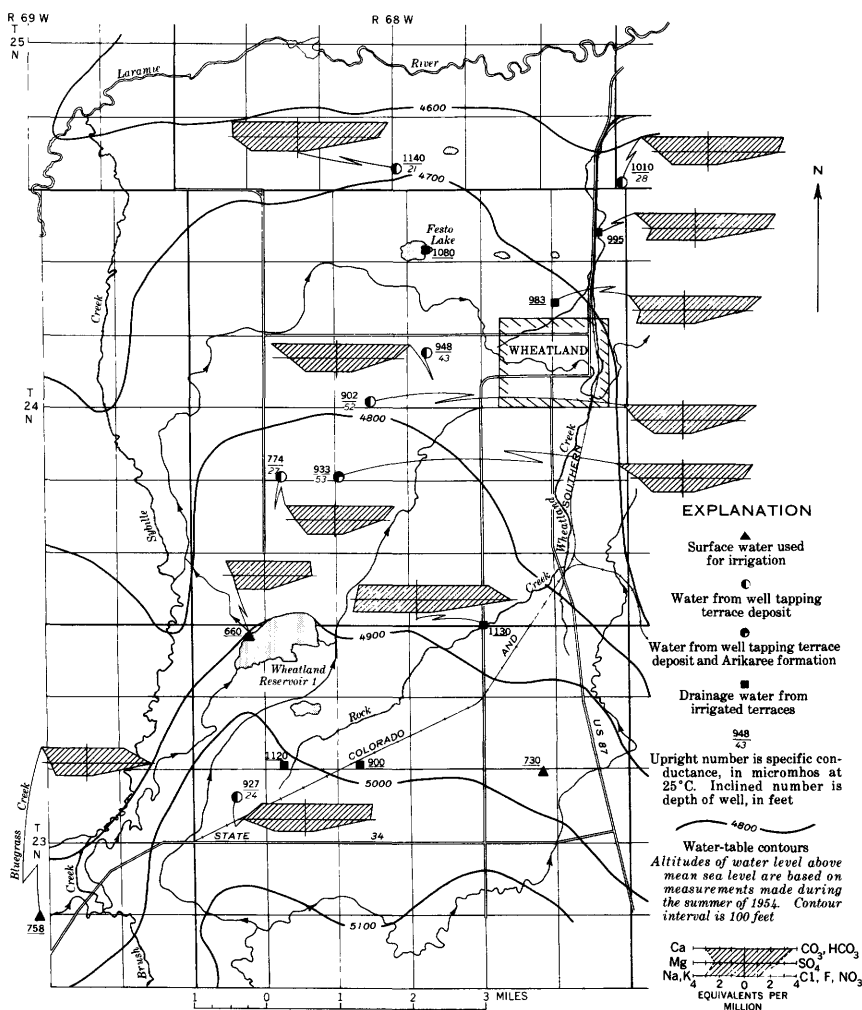 R 69 W
R 68 W
T
25
N
Laramie
River
4600
1140
21
1010
28
N
4700
Festo
Lake
1080
995
Creek
983
WHEATLAND
948
43
902
52
T
24
N
4800
774
27
933
53
Creek
Wheatland
SOUTHERN
Sybille
EXPLANATION
Surface water used
for irrigation
Water from well tapping
terrace deposit
Water from well tapping terrace
deposit and Arikaree formation
Drainage water from
irrigated terraces
948
43
Upright number is specific con-
ductance, in micromhos at
25°C. Inclined number is
depth of well, in feet
4800
Water-table contours
Altitudes of water level above
mean sea level are based on
measurements made during
the summer of 1954. Contour
interval is 100 feet
Creek
660
4900
1130
AND
Wheatland
Reservoir 1
Rock
COLORADO
US 87
1120
900
730
5000
927
24
Bluegrass Creek
T
23
N
STATE
34
Creek
758
5100
Brush
Ca
Mg
Na,K
CO3, HCO3
SO4
Cl, F, NO3
4 2 0 2 4
EQUIVALENTS PER
MILLION
1 0 1 2 3 MILES